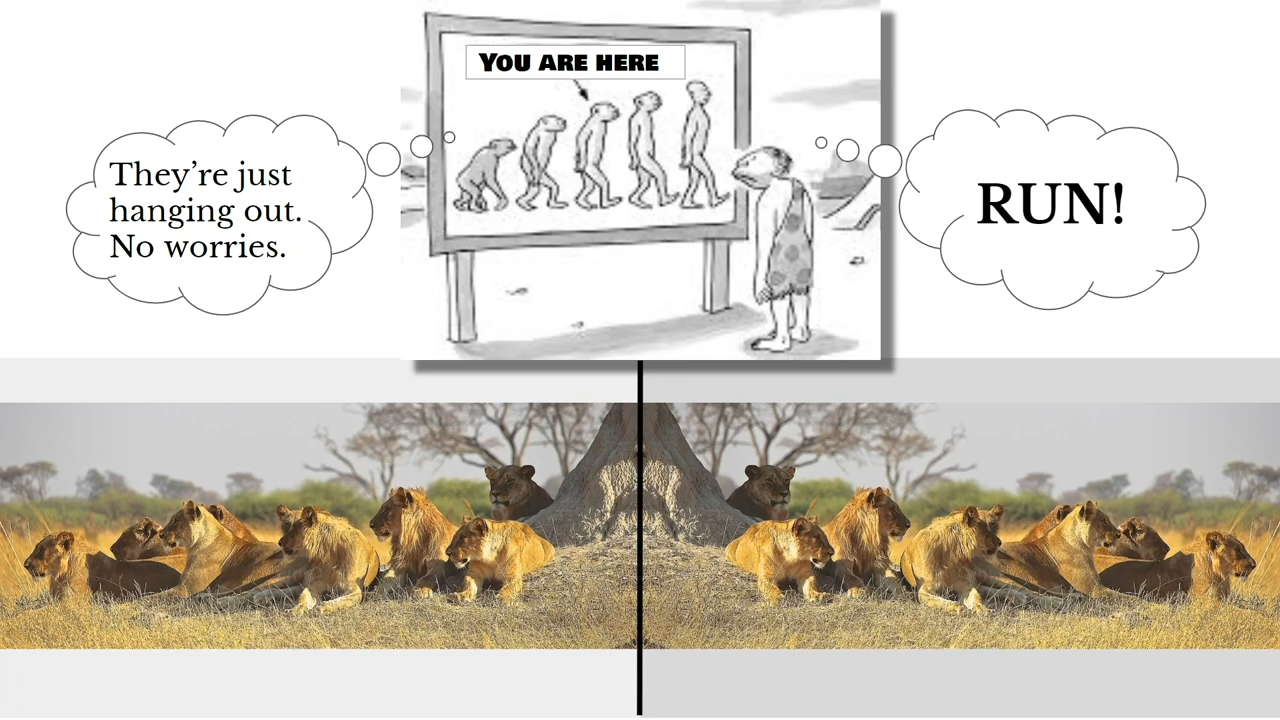 YOU ARE HERE
They’re just
hanging out.
No worries.
RUN!